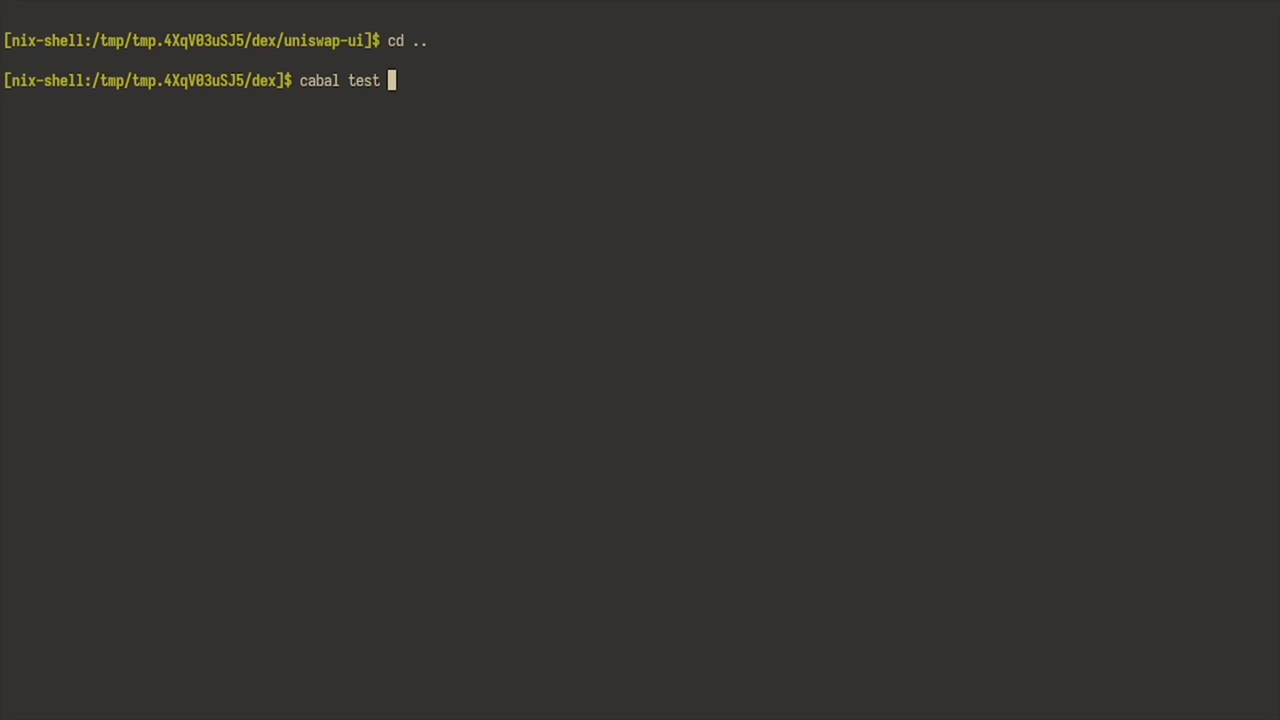 [nix-shell:/tmp/tmp.4XqV03uSJ5/dex/uniswap-ui]$ cd ..
[nix-shell:/tmp/tmp.4XqV03uSJ5/dex]$ cabal test